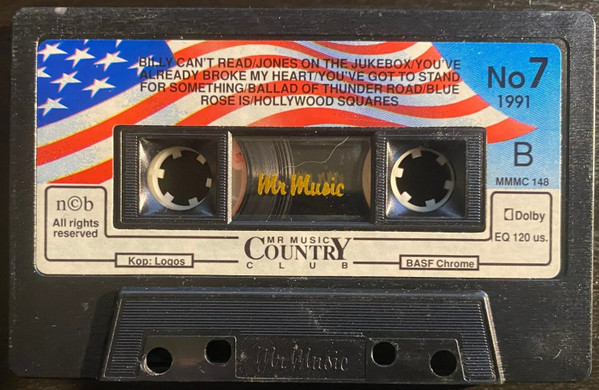 BILLY CAN'T READ/JONES ON THE JUKEBOX/YOU'VE
ALREADY BROKE MY HEART/YOU'VE GOT TO STAND
FOR SOMETHING/BALLAD OF THUNDER ROAD/BLUE
ROSE IS/HOLLYWOOD SQUARES
No7
1991
B
MMMC 148
Mr Music
n©b
All rights
reserved
Dolby
EQ 120 us.
MR MUSIC
COUNTRY
CLUB
Kop: Logos
BASF Chrome
Mr Music